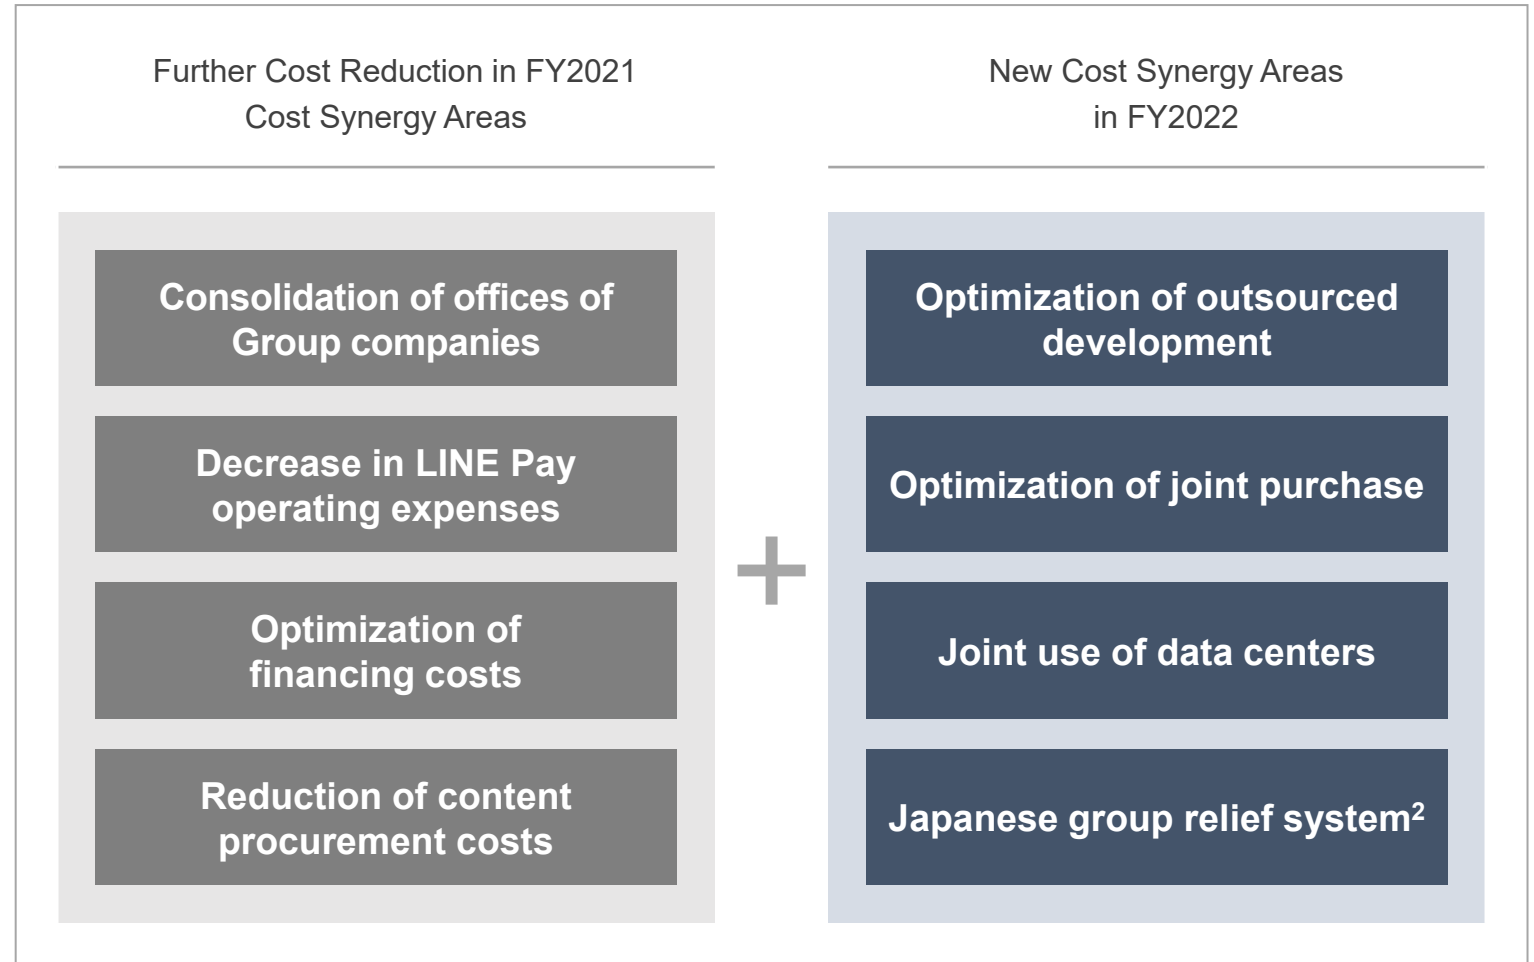 Further Cost Reduction in FY2021
Cost Synergy Areas
Consolidation of offices of
Group companies
Decrease in LINE Pay
operating expenses
Optimization of
financing costs
Reduction of content
procurement costs
+
New Cost Synergy Areas
in FY2022
Optimization of outsourced
development
Optimization of joint purchase
Joint use of data centers
Japanese group relief system²